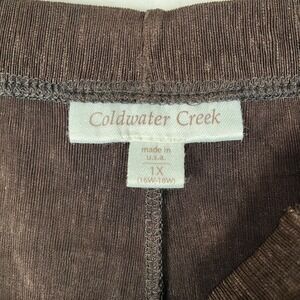 Coldwater Creek
made in
u.s.a.
1X
(16W-18W)